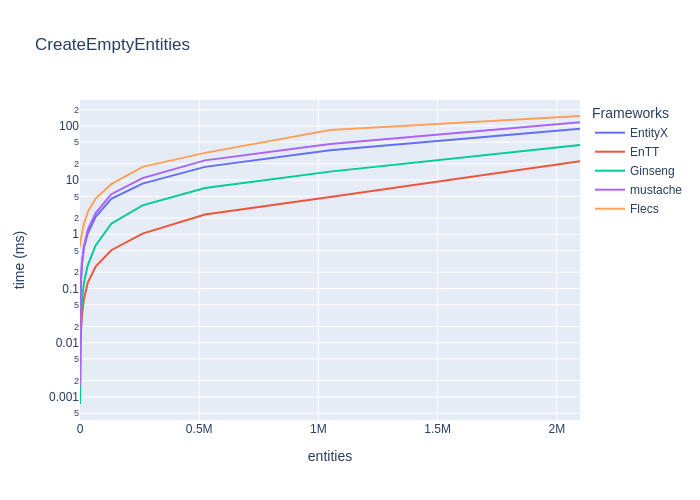 CreateEmptyEntities
2
100
5
2
10
5
2
1
5
2
0.1
5
2
0.01
5
2
0.001
5
time (ms)
0 0.5M 1M 1.5M 2M
entities
Frameworks
EntityX
EnTT
Ginseng
mustache
Flecs